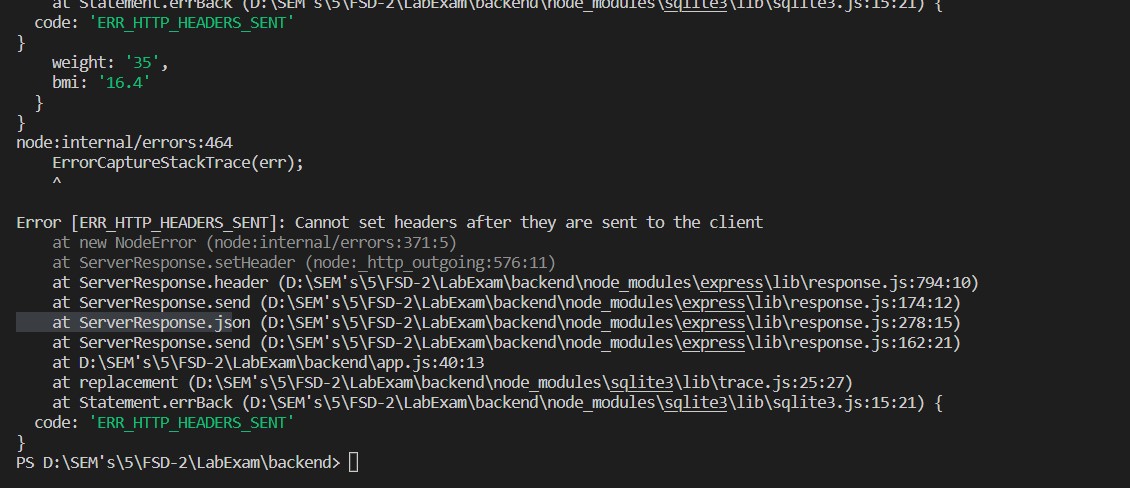 at Statement.errBack (D:\SEM's\5\FSD-2\LabExam\backend\node_modules\sqlite3\lib\sqlite3.js:15:21) {
code: 'ERR_HTTP_HEADERS_SENT'
}
weight: '35',
bmi: '16.4'
}
}
node:internal/errors:464
ErrorCaptureStackTrace(err);
^
Error [ERR_HTTP_HEADERS_SENT]: Cannot set headers after they are sent to the client
at new NodeError (node:internal/errors:371:5)
at ServerResponse.setHeader (node:_http_outgoing:576:11)
at ServerResponse.header (D:\SEM's\5\FSD-2\LabExam\backend\node_modules\express\lib\response.js:794:10)
at ServerResponse.send (D:\SEM's\5\FSD-2\LabExam\backend\node_modules\express\lib\response.js:174:12)
at ServerResponse.json (D:\SEM's\5\FSD-2\LabExam\backend\node_modules\express\lib\response.js:278:15)
at ServerResponse.send (D:\SEM's\5\FSD-2\LabExam\backend\node_modules\express\lib\response.js:162:21)
at D:\SEM's\5\FSD-2\LabExam\backend\app.js:40:13
at replacement (D:\SEM's\5\FSD-2\LabExam\backend\node_modules\sqlite3\lib\trace.js:25:27)
at Statement.errBack (D:\SEM's\5\FSD-2\LabExam\backend\node_modules\sqlite3\lib\sqlite3.js:15:21) {
code: 'ERR_HTTP_HEADERS_SENT'
}
PS D:\SEM's\5\FSD-2\LabExam\backend>